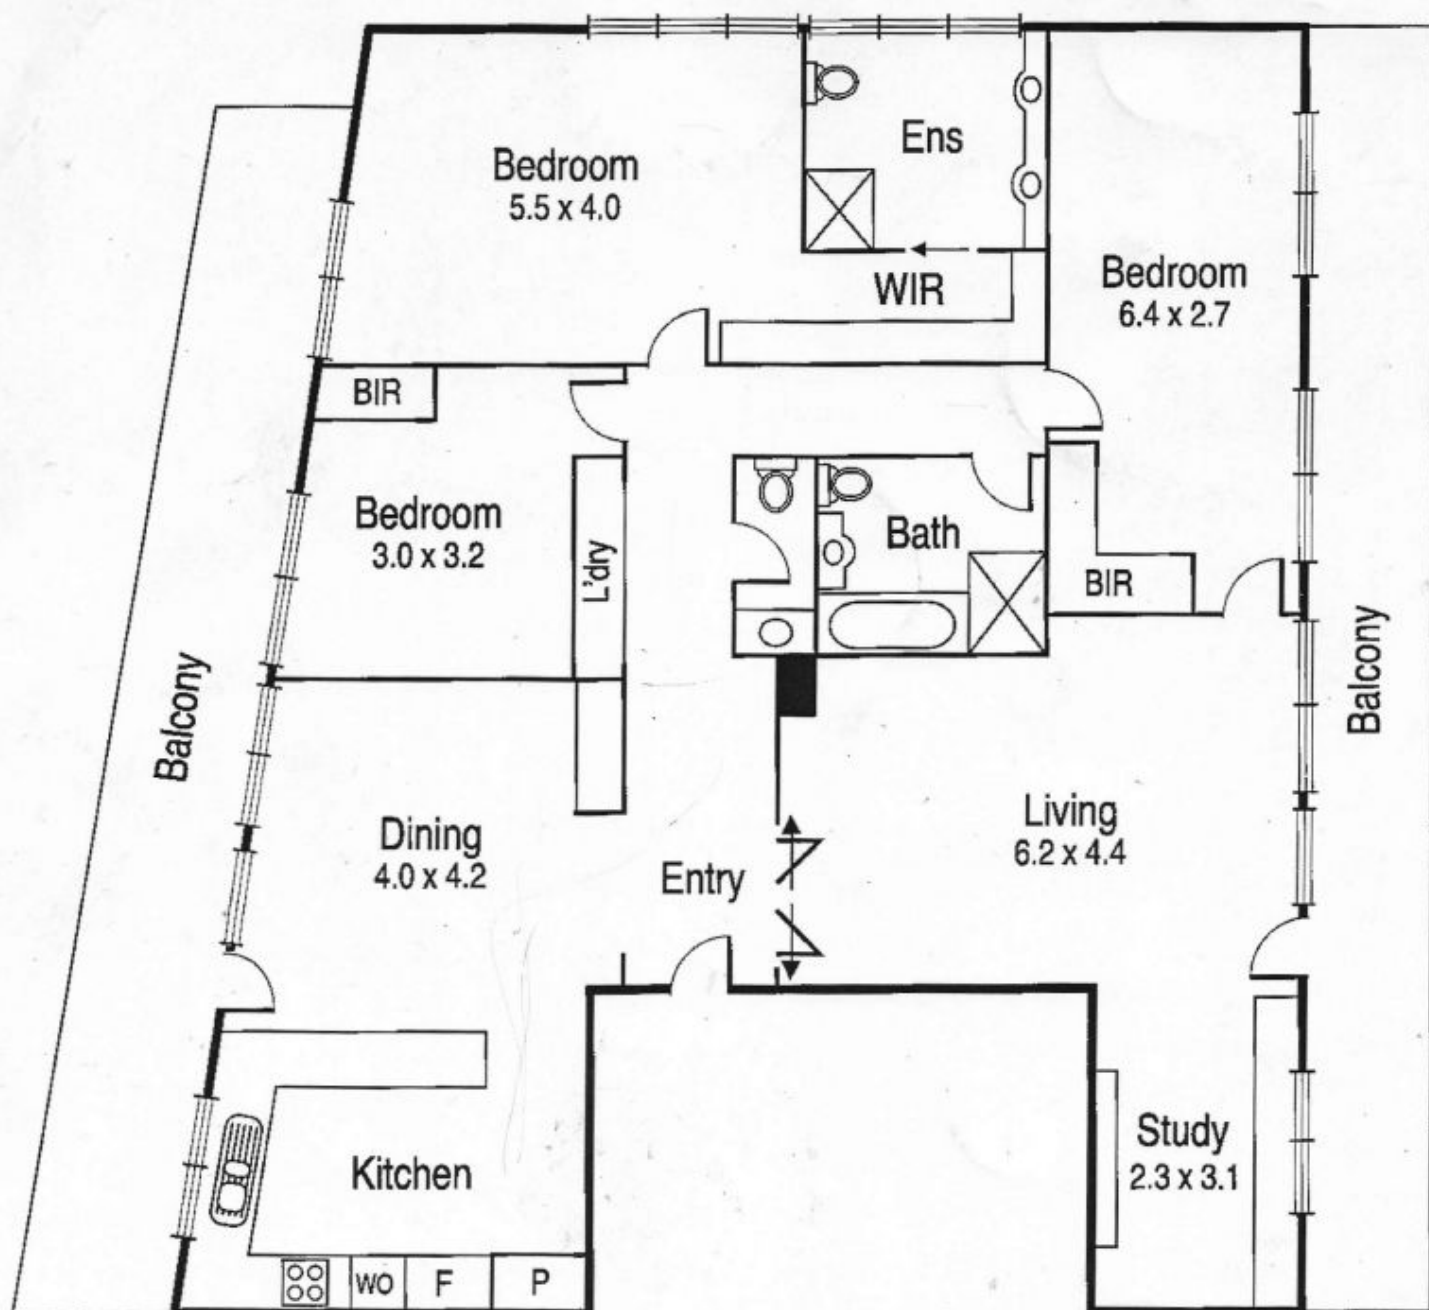 Bedroom
5.5 x 4.0
Ens
WIR
Bedroom
6.4 x 2.7
BIR
Bedroom
3.0 x 3.2
L'dry
Bath
BIR
Balcony
Balcony
Dining
4.0 x 4.2
Entry
Living
6.2 x 4.4
Kitchen
Study
2.3 x 3.1
WO
F
P